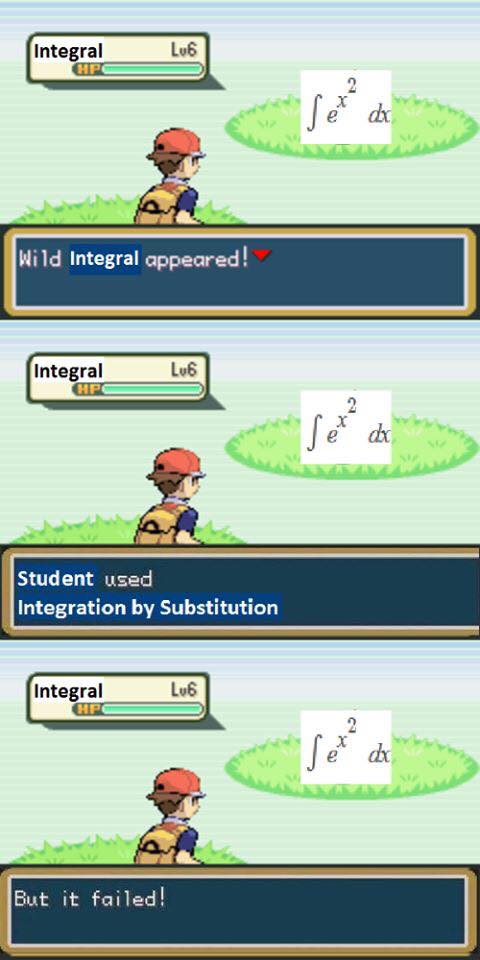 Integral Lv6
HP
∫ e^{x^2} dx
Wild Integral appeared!
Integral Lv6
HP
∫ e^{x^2} dx
Student used
Integration by Substitution
Integral Lv6
HP
∫ e^{x^2} dx
But it failed!